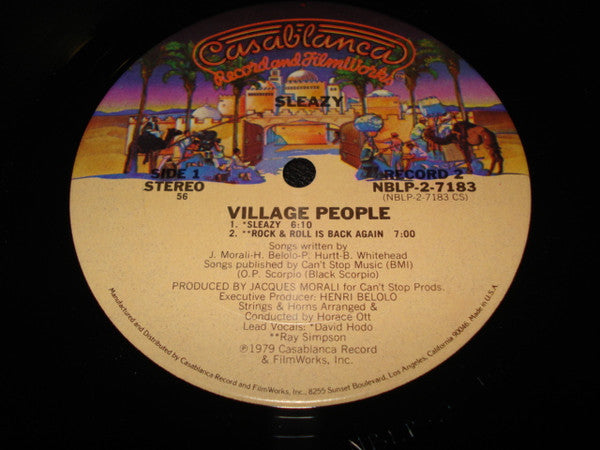 Casablanca
Record and FilmWorks
SLEAZY
SIDE 1
STEREO
56
RECORD 2
NBLP-2-7183
(NBLP-2-7183 CS)
VILLAGE PEOPLE
1. *SLEAZY 6:10
2. **ROCK & ROLL IS BACK AGAIN 7:00
Songs written by
J. Morali-H. Belolo-P. Hurtt-B. Whitehead
Songs published by Can't Stop Music (BMI)
(O.P. Scorpio (Black Scorpio)
PRODUCED BY JACQUES MORALI for Can't Stop Prods.
Executive Producer: HENRI BELOLO
Strings & Horns Arranged &
Conducted by Horace Ott
Lead Vocals: *David Hodo
**Ray Simpson
℗1979 Casablanca Record
& FilmWorks, Inc.
Manufactured and Distributed by Casablanca Record and FilmWorks, Inc., 8255 Sunset Boulevard, Los Angeles, California 90046. Made in U.S.A.